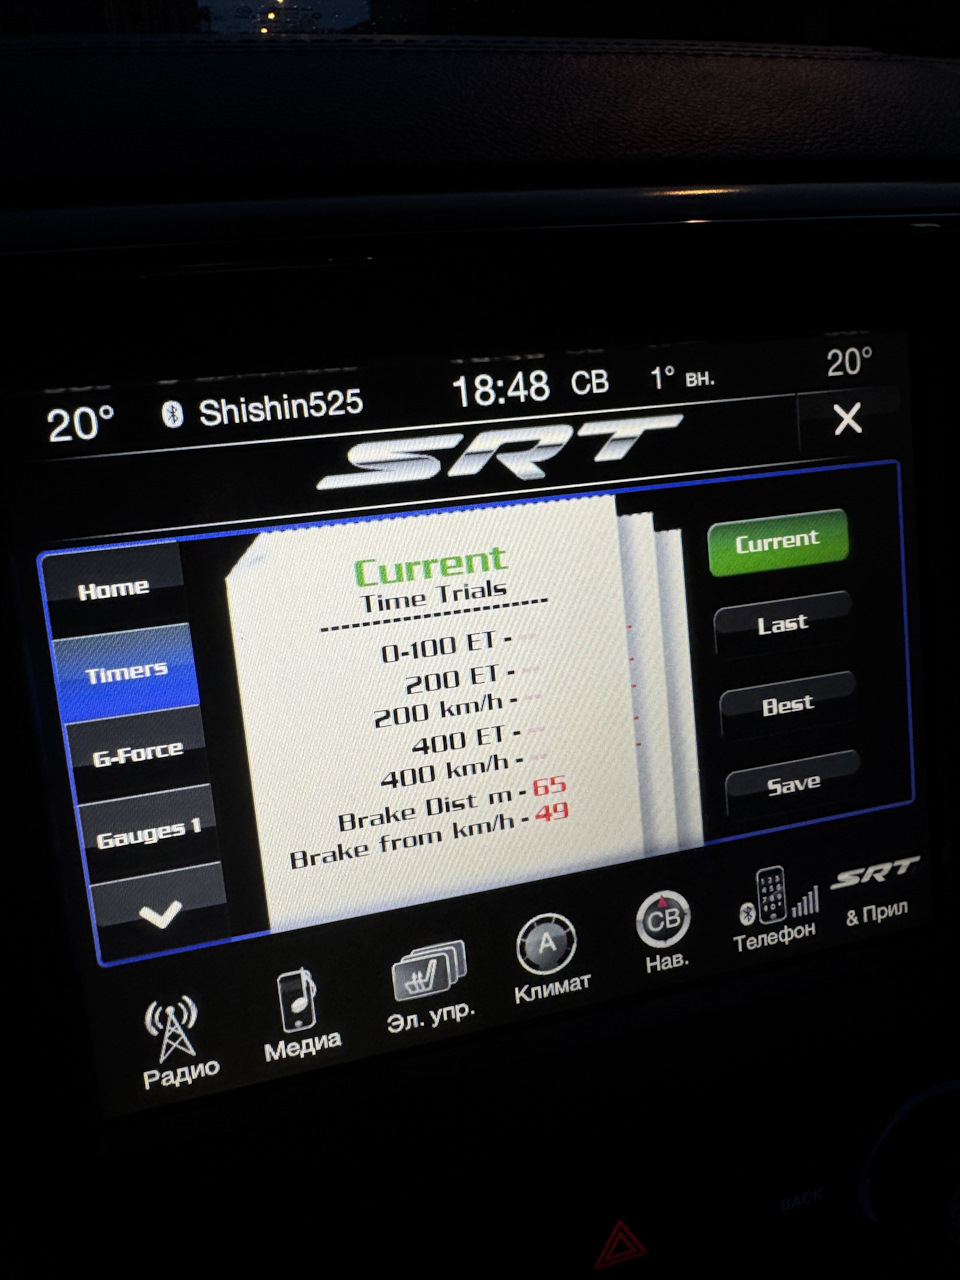 20° Shishin525 18:48 СВ 1° вн. 20°
SRT X
Home
Timers
G-Force
Gauges 1
Current
Time Trials
0-100 ET - --
200 ET - --
200 km/h - --
400 ET - --
400 km/h - --
Brake Dist m - 65
Brake from km/h - 49
Current
Last
Best
Save
Радио
Медиа
Эл. упр.
A
Климат
СВ
Нав.
Телефон
SRT
& Прил
BACK